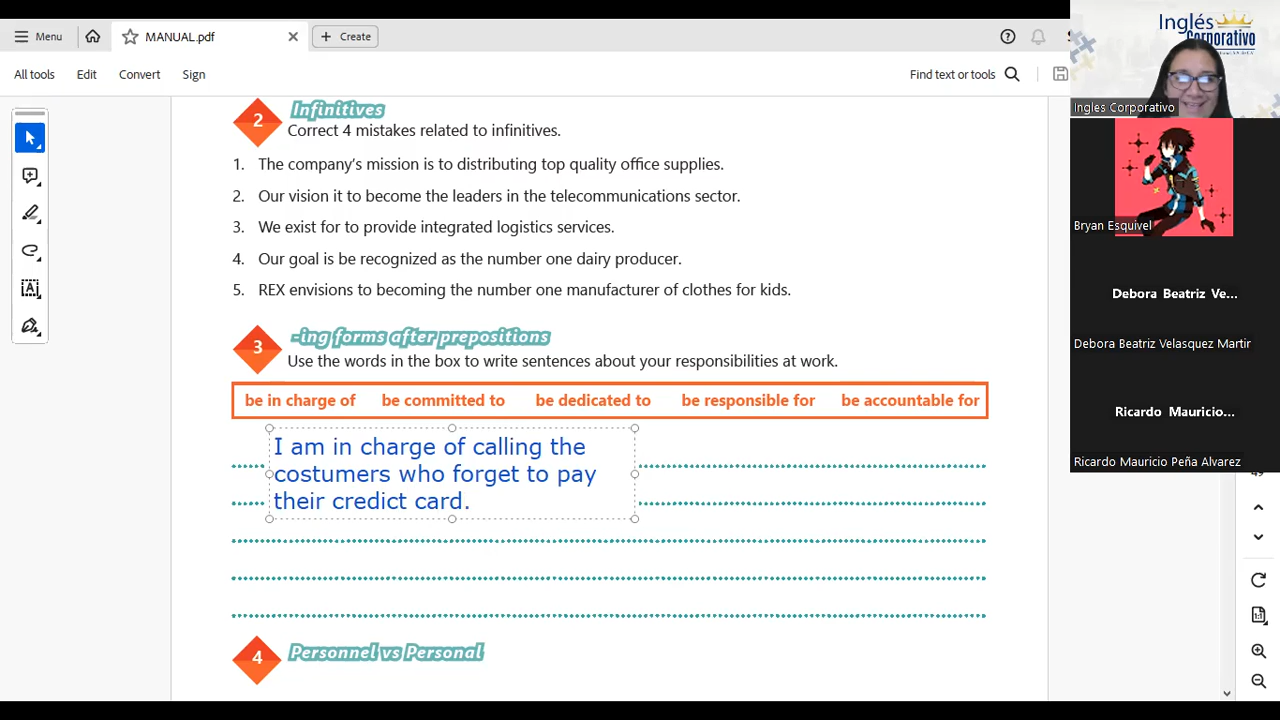 Menu
MANUAL.pdf
Create
All tools
Edit
Convert
Sign
Find text or tools
2
Infinitives
Correct 4 mistakes related to infinitives.
1. The company's mission is to distributing top quality office supplies.
2. Our vision it to become the leaders in the telecommunications sector.
3. We exist for to provide integrated logistics services.
4. Our goal is be recognized as the number one dairy producer.
5. REX envisions to becoming the number one manufacturer of clothes for kids.
3
-ing forms after prepositions
Use the words in the box to write sentences about your responsibilities at work.
be in charge of be committed to be dedicated to be responsible for be accountable for
I am in charge of calling the
costumers who forget to pay
their credict card.
4
Personnel vs Personal
Inglés
Corporativo
Ingles Corporativo
Bryan Esquivel
Debora Beatriz Ve...
Debora Beatriz Velasquez Martir
Ricardo Mauricio...
Ricardo Mauricio Peña Alvarez